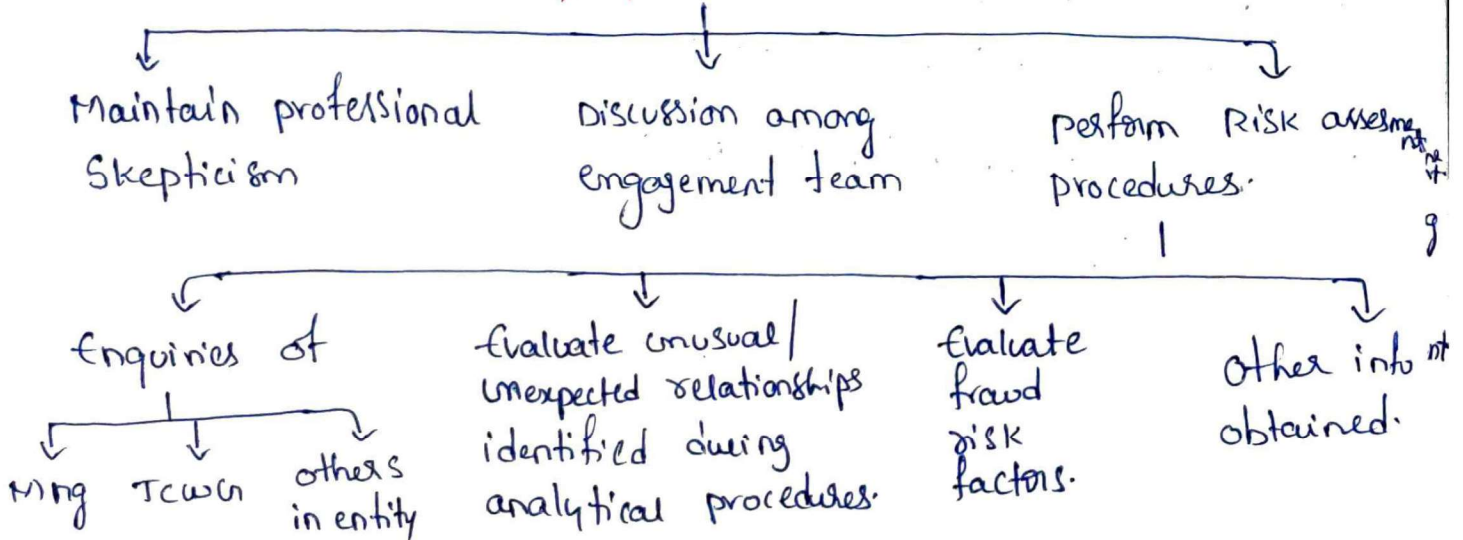 Maintain professional
Skepticism
Discussion among
engagement team
perform Risk assesment
procedures.
Enquiries of
Mng
TCWG
others
in entity
Evaluate unusual/
unexpected relationships
identified during
analytical procedures.
Evaluate
fraud
risk
factors.
other info
obtained.